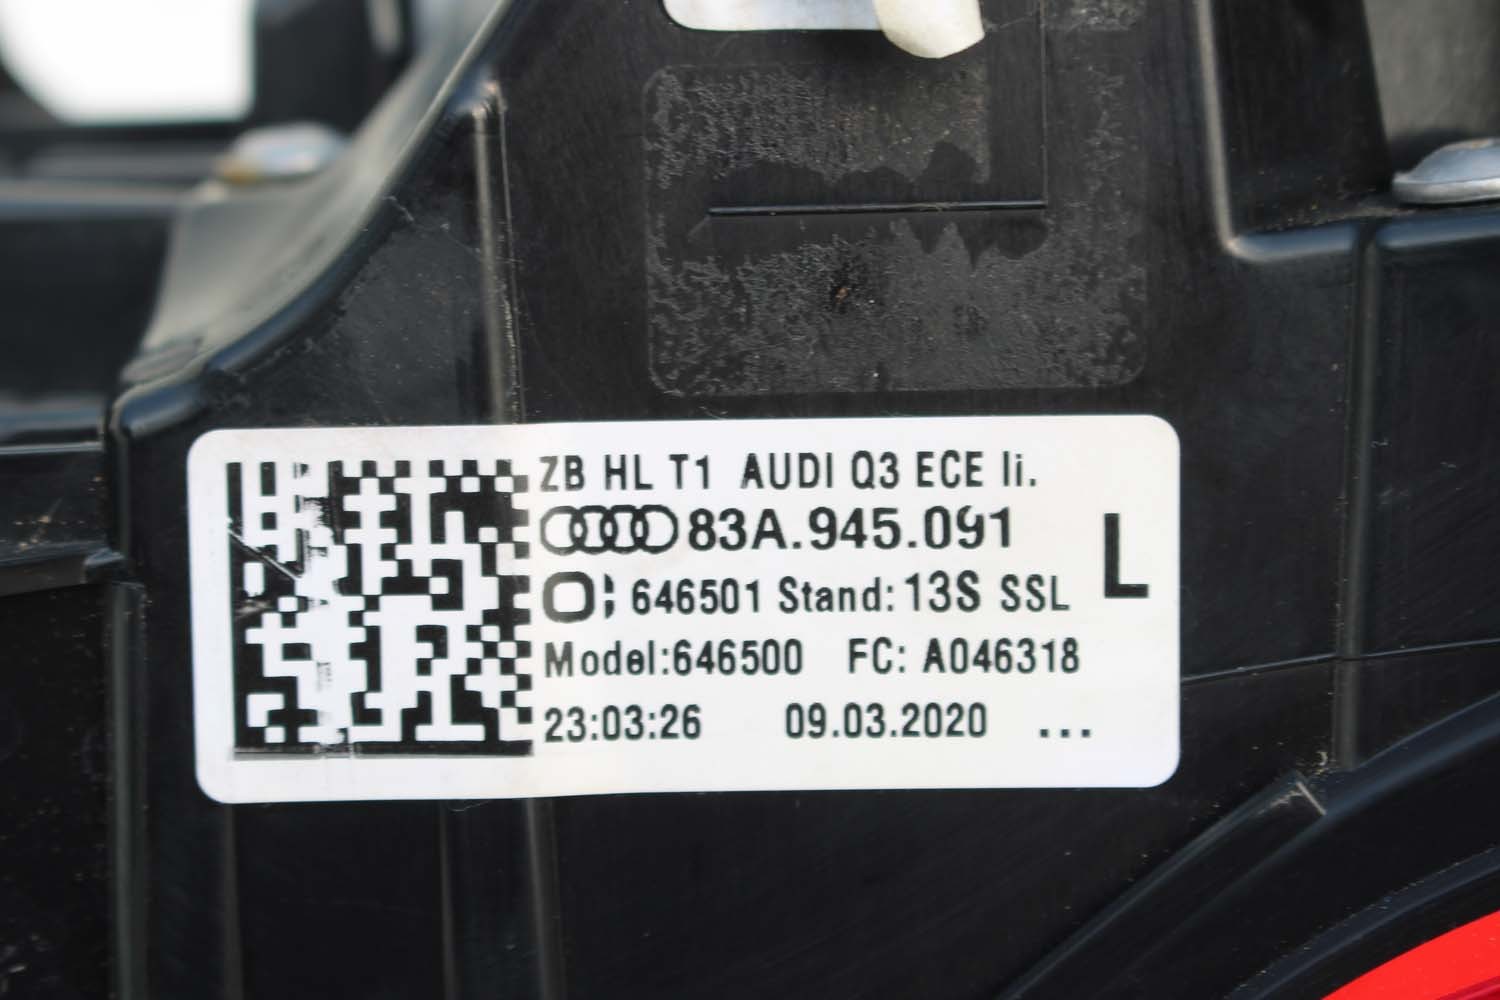 ZB HL T1 AUDI Q3 ECE li.
83A.945.091
L
646501 Stand: 13S SSL
Model:646500 FC: A046318
23:03:26 09.03.2020 ...